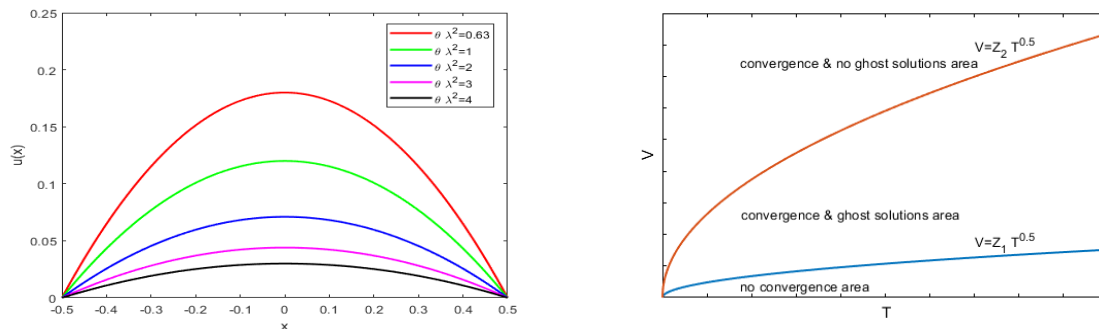 0.25
0.2
0.15
0.1
0.05
0
u(x)
-0.5 -0.4 -0.3 -0.2 -0.1 0 0.1 0.2 0.3 0.4 0.5
x
θ λ²=0.63
θ λ²=1
θ λ²=2
θ λ²=3
θ λ²=4
V
V=Z₂ T^0.5
convergence & no ghost solutions area
convergence & ghost solutions area
V=Z₁ T^0.5
no convergence area
T